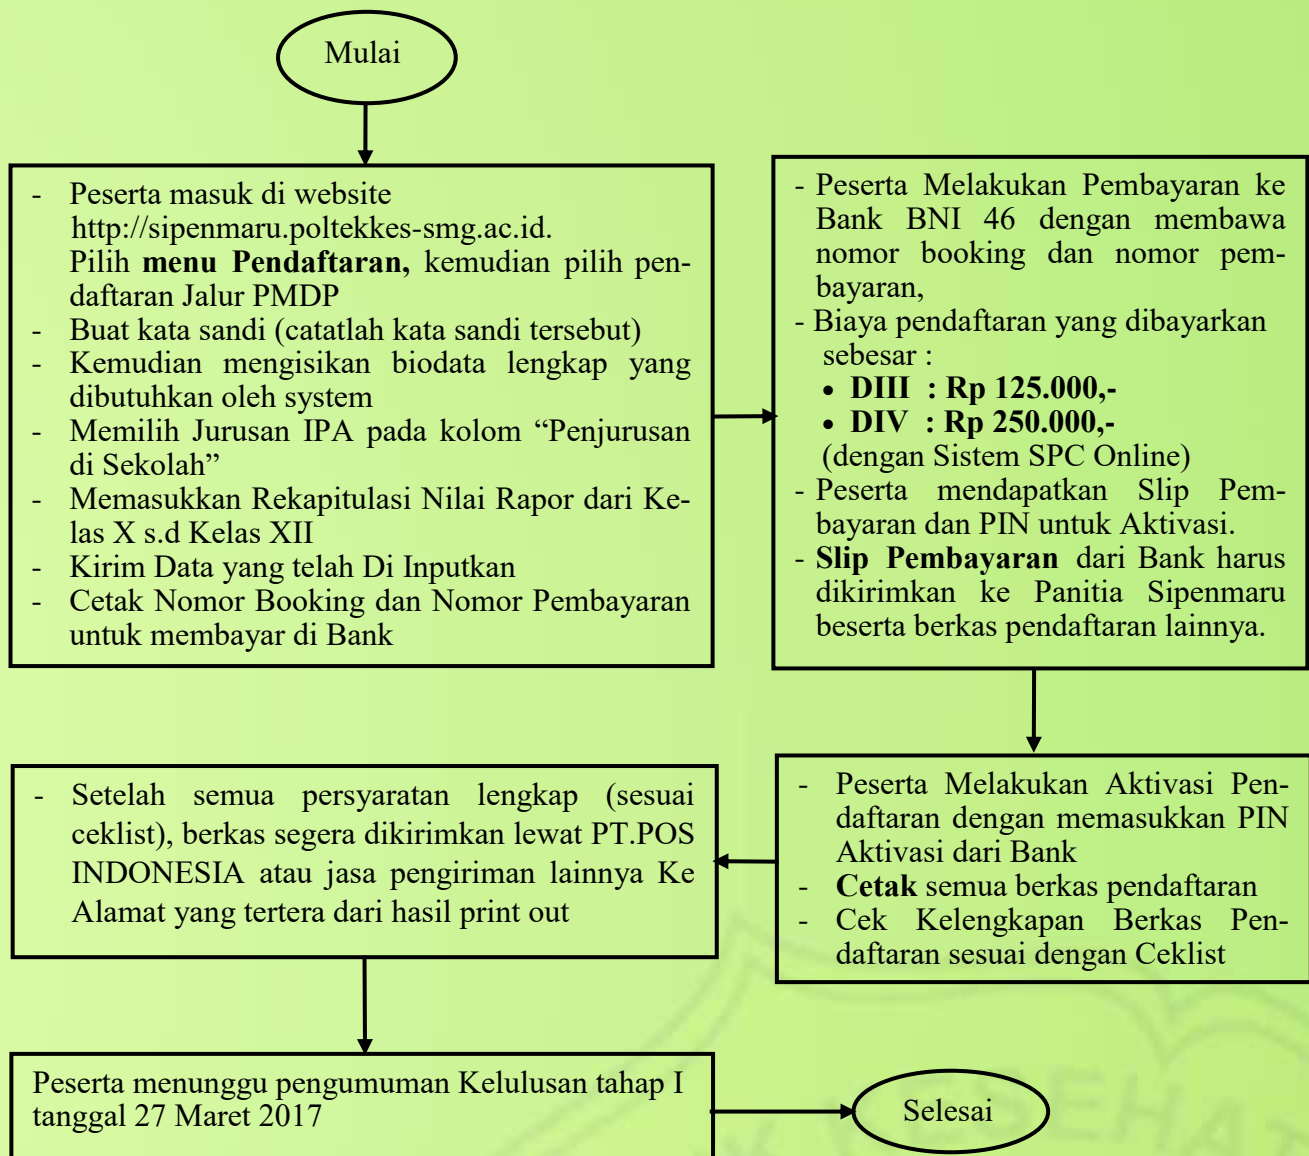 Mulai
- Peserta masuk di website
http://sipenmaru.poltekkes-smg.ac.id.
Pilih menu Pendaftaran, kemudian pilih pen-
daftaran Jalur PMDP
- Buat kata sandi (catatlah kata sandi tersebut)
- Kemudian mengisikan biodata lengkap yang
dibutuhkan oleh system
- Memilih Jurusan IPA pada kolom “Penjurusan
di Sekolah”
- Memasukkan Rekapitulasi Nilai Rapor dari Ke-
las X s.d Kelas XII
- Kirim Data yang telah Di Inputkan
- Cetak Nomor Booking dan Nomor Pembayaran
untuk membayar di Bank
- Peserta Melakukan Pembayaran ke
Bank BNI 46 dengan membawa
nomor booking dan nomor pem-
bayaran,
- Biaya pendaftaran yang dibayarkan
sebesar :
• DIII : Rp 125.000,-
• DIV : Rp 250.000,-
(dengan Sistem SPC Online)
- Peserta mendapatkan Slip Pem-
bayaran dan PIN untuk Aktivasi.
- Slip Pembayaran dari Bank harus
dikirimkan ke Panitia Sipenmaru
beserta berkas pendaftaran lainnya.
- Peserta Melakukan Aktivasi Pen-
daftaran dengan memasukkan PIN
Aktivasi dari Bank
- Cetak semua berkas pendaftaran
- Cek Kelengkapan Berkas Pen-
daftaran sesuai dengan Ceklist
- Setelah semua persyaratan lengkap (sesuai
ceklist), berkas segera dikirimkan lewat PT.POS
INDONESIA atau jasa pengiriman lainnya Ke
Alamat yang tertera dari hasil print out
Peserta menunggu pengumuman Kelulusan tahap I
tanggal 27 Maret 2017
Selesai